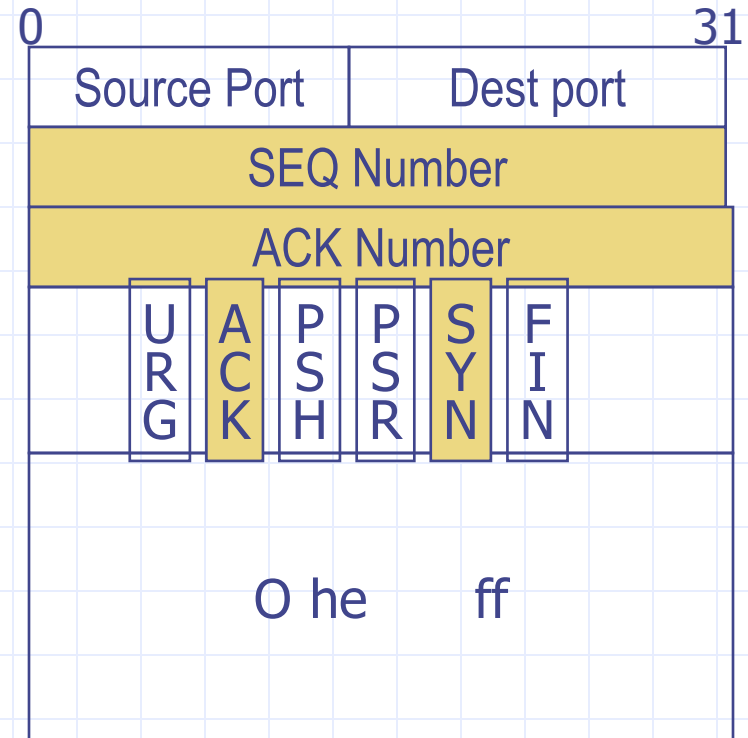 0 31
Source Port Dest port
SEQ Number
ACK Number
URG ACK PSH PSR SYN FIN
O he ff